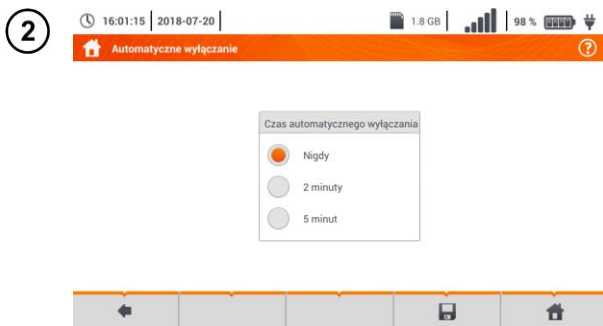 2
16:01:15 2018-07-20 1.8 GB 98 %
Automatyczne wyłączanie ?
Czas automatycznego wyłączania
Nigdy
2 minuty
5 minut